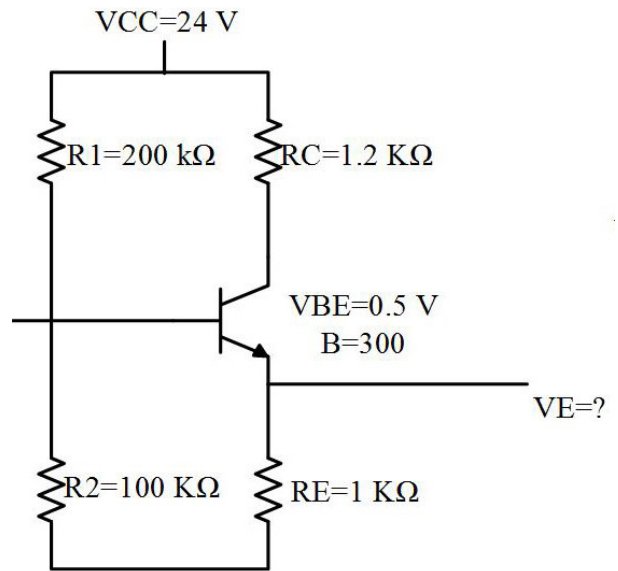 VCC=24 V
R1=200 kΩ
RC=1.2 KΩ
VBE=0.5 V
B=300
VE=?
R2=100 KΩ
RE=1 KΩ